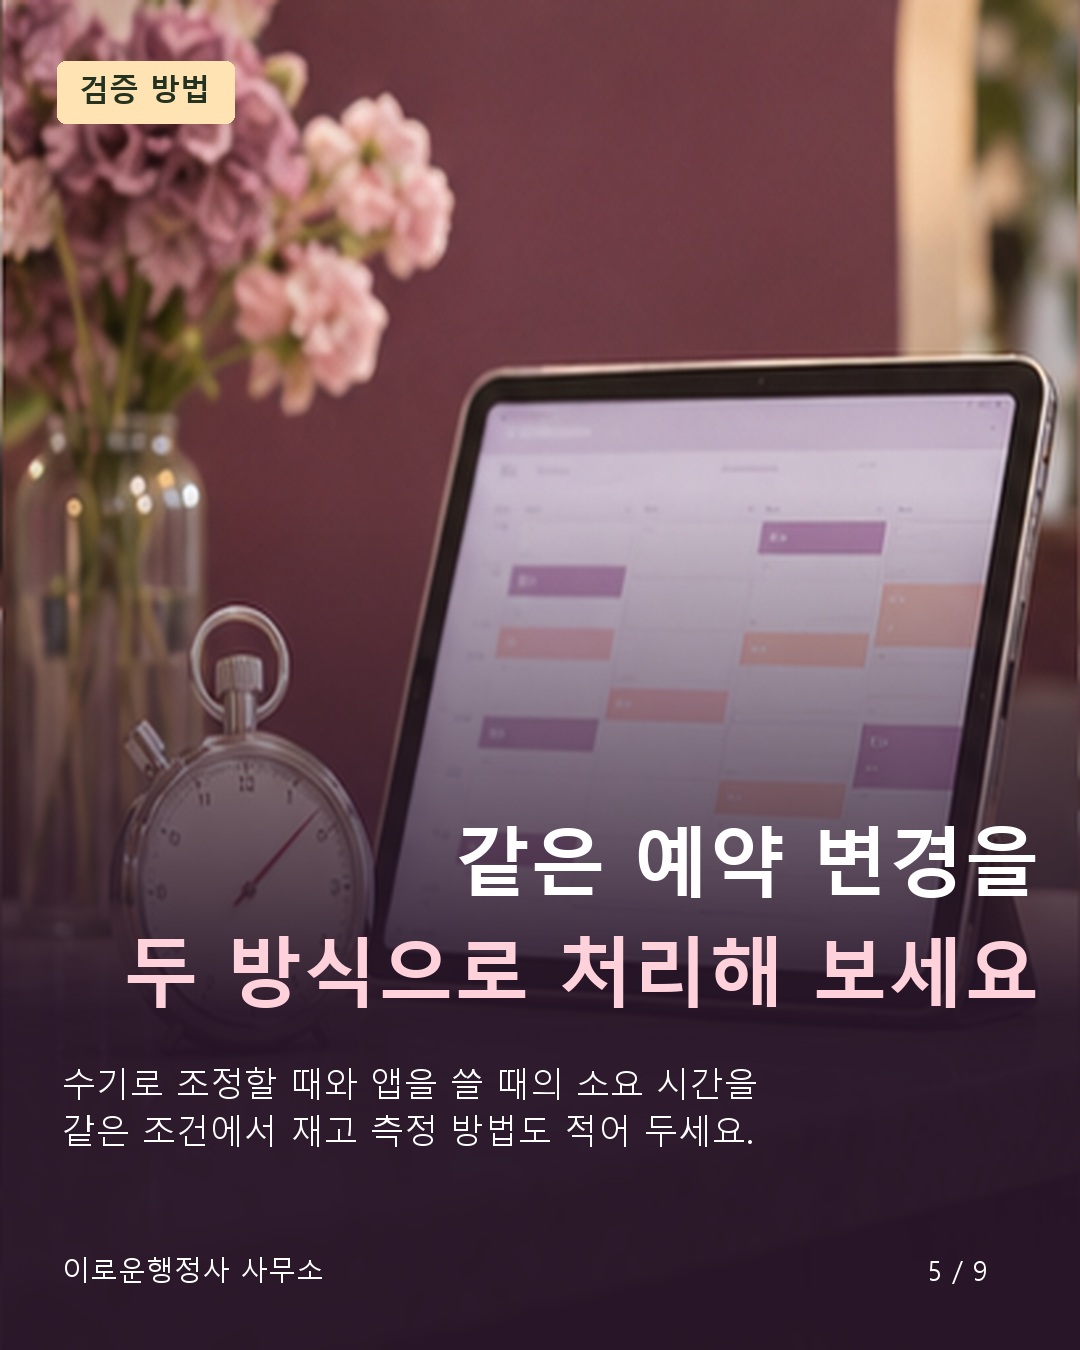 검증 방법
같은 예약 변경을
두 방식으로 처리해 보세요
수기로 조정할 때와 앱을 쓸 때의 소요 시간을
같은 조건에서 재고 측정 방법도 적어 두세요.
이로운행정사 사무소
5 / 9